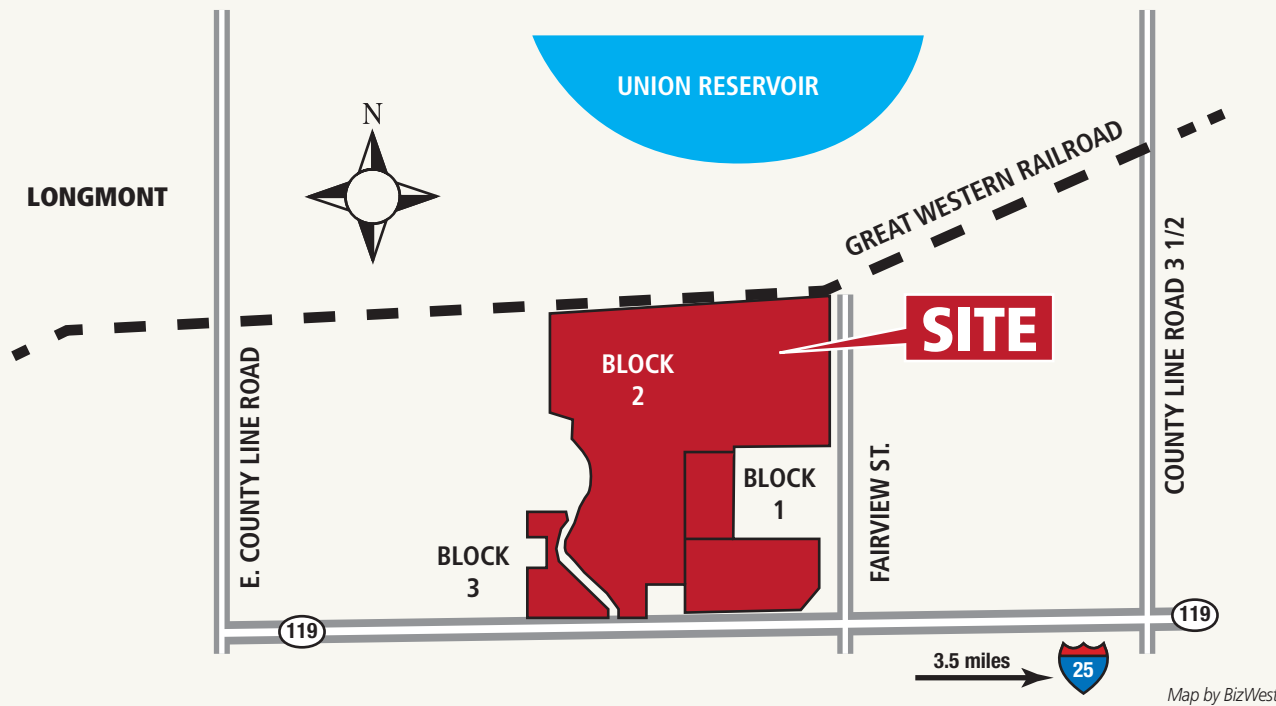 UNION RESERVOIR
N
LONGMONT
GREAT WESTERN RAILROAD
COUNTY LINE ROAD 3 1/2
SITE
BLOCK
2
E. COUNTY LINE ROAD
FAIRVIEW ST.
BLOCK
1
BLOCK
3
119
119
3.5 miles
25
Map by BizWest